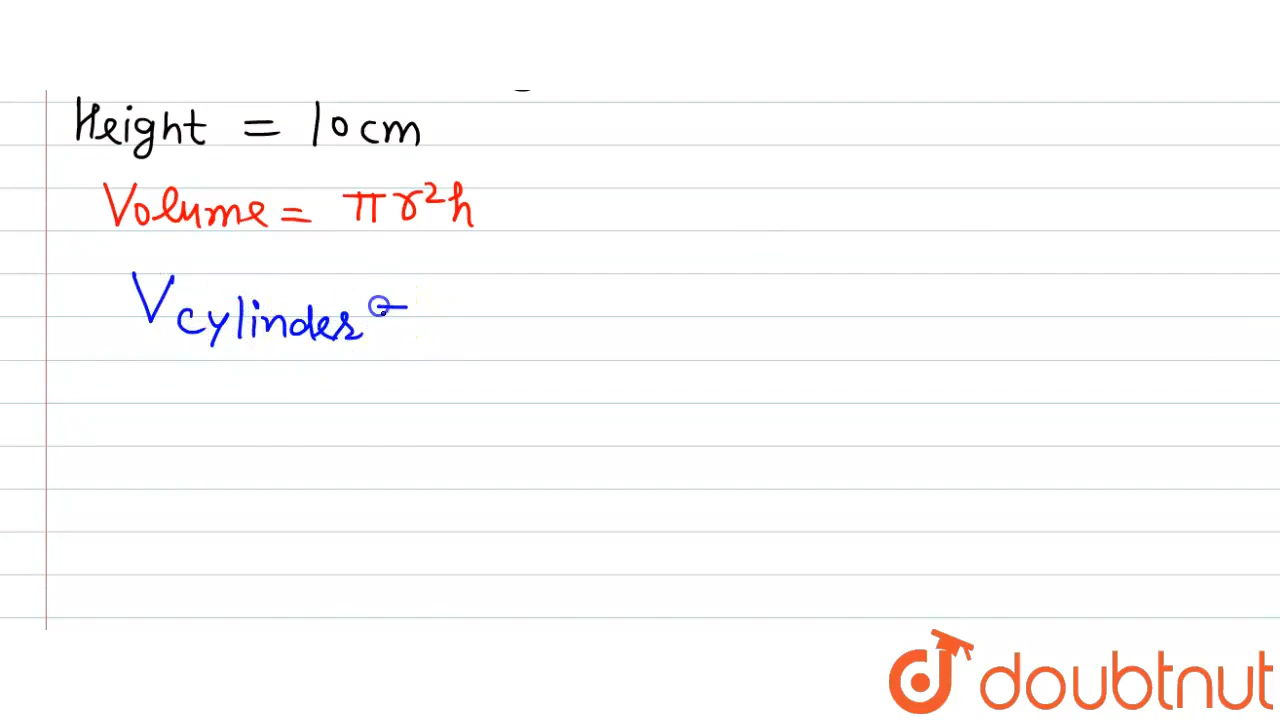 Height = 10 cm
Volume = πr²h
Vcylinder =
doubtnut